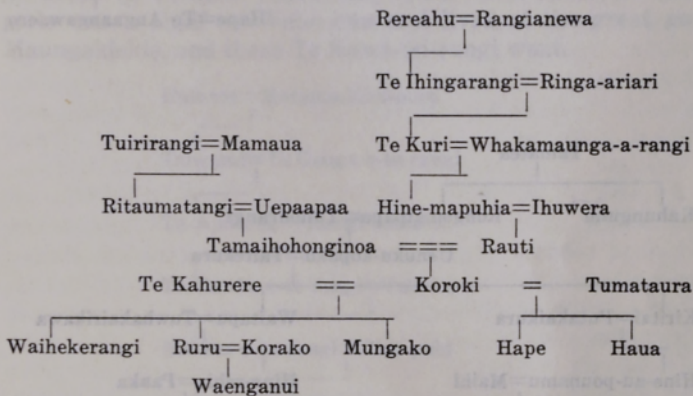 Rereahu=Rangianewa
Te Ihingarangi=Ringa-ariari
Tuirirangi=Mamaua Te Kuri=Whakamaunga-a-rangi
Ritaumatangi=Uepaapaa Hine-mapuhia=Ihuwera
Tamaihohonginoa === Rauti
Te Kahurere == Koroki = Tumataura
Waihekerangi Ruru=Korako Mungako Hape Haua
Waenganui